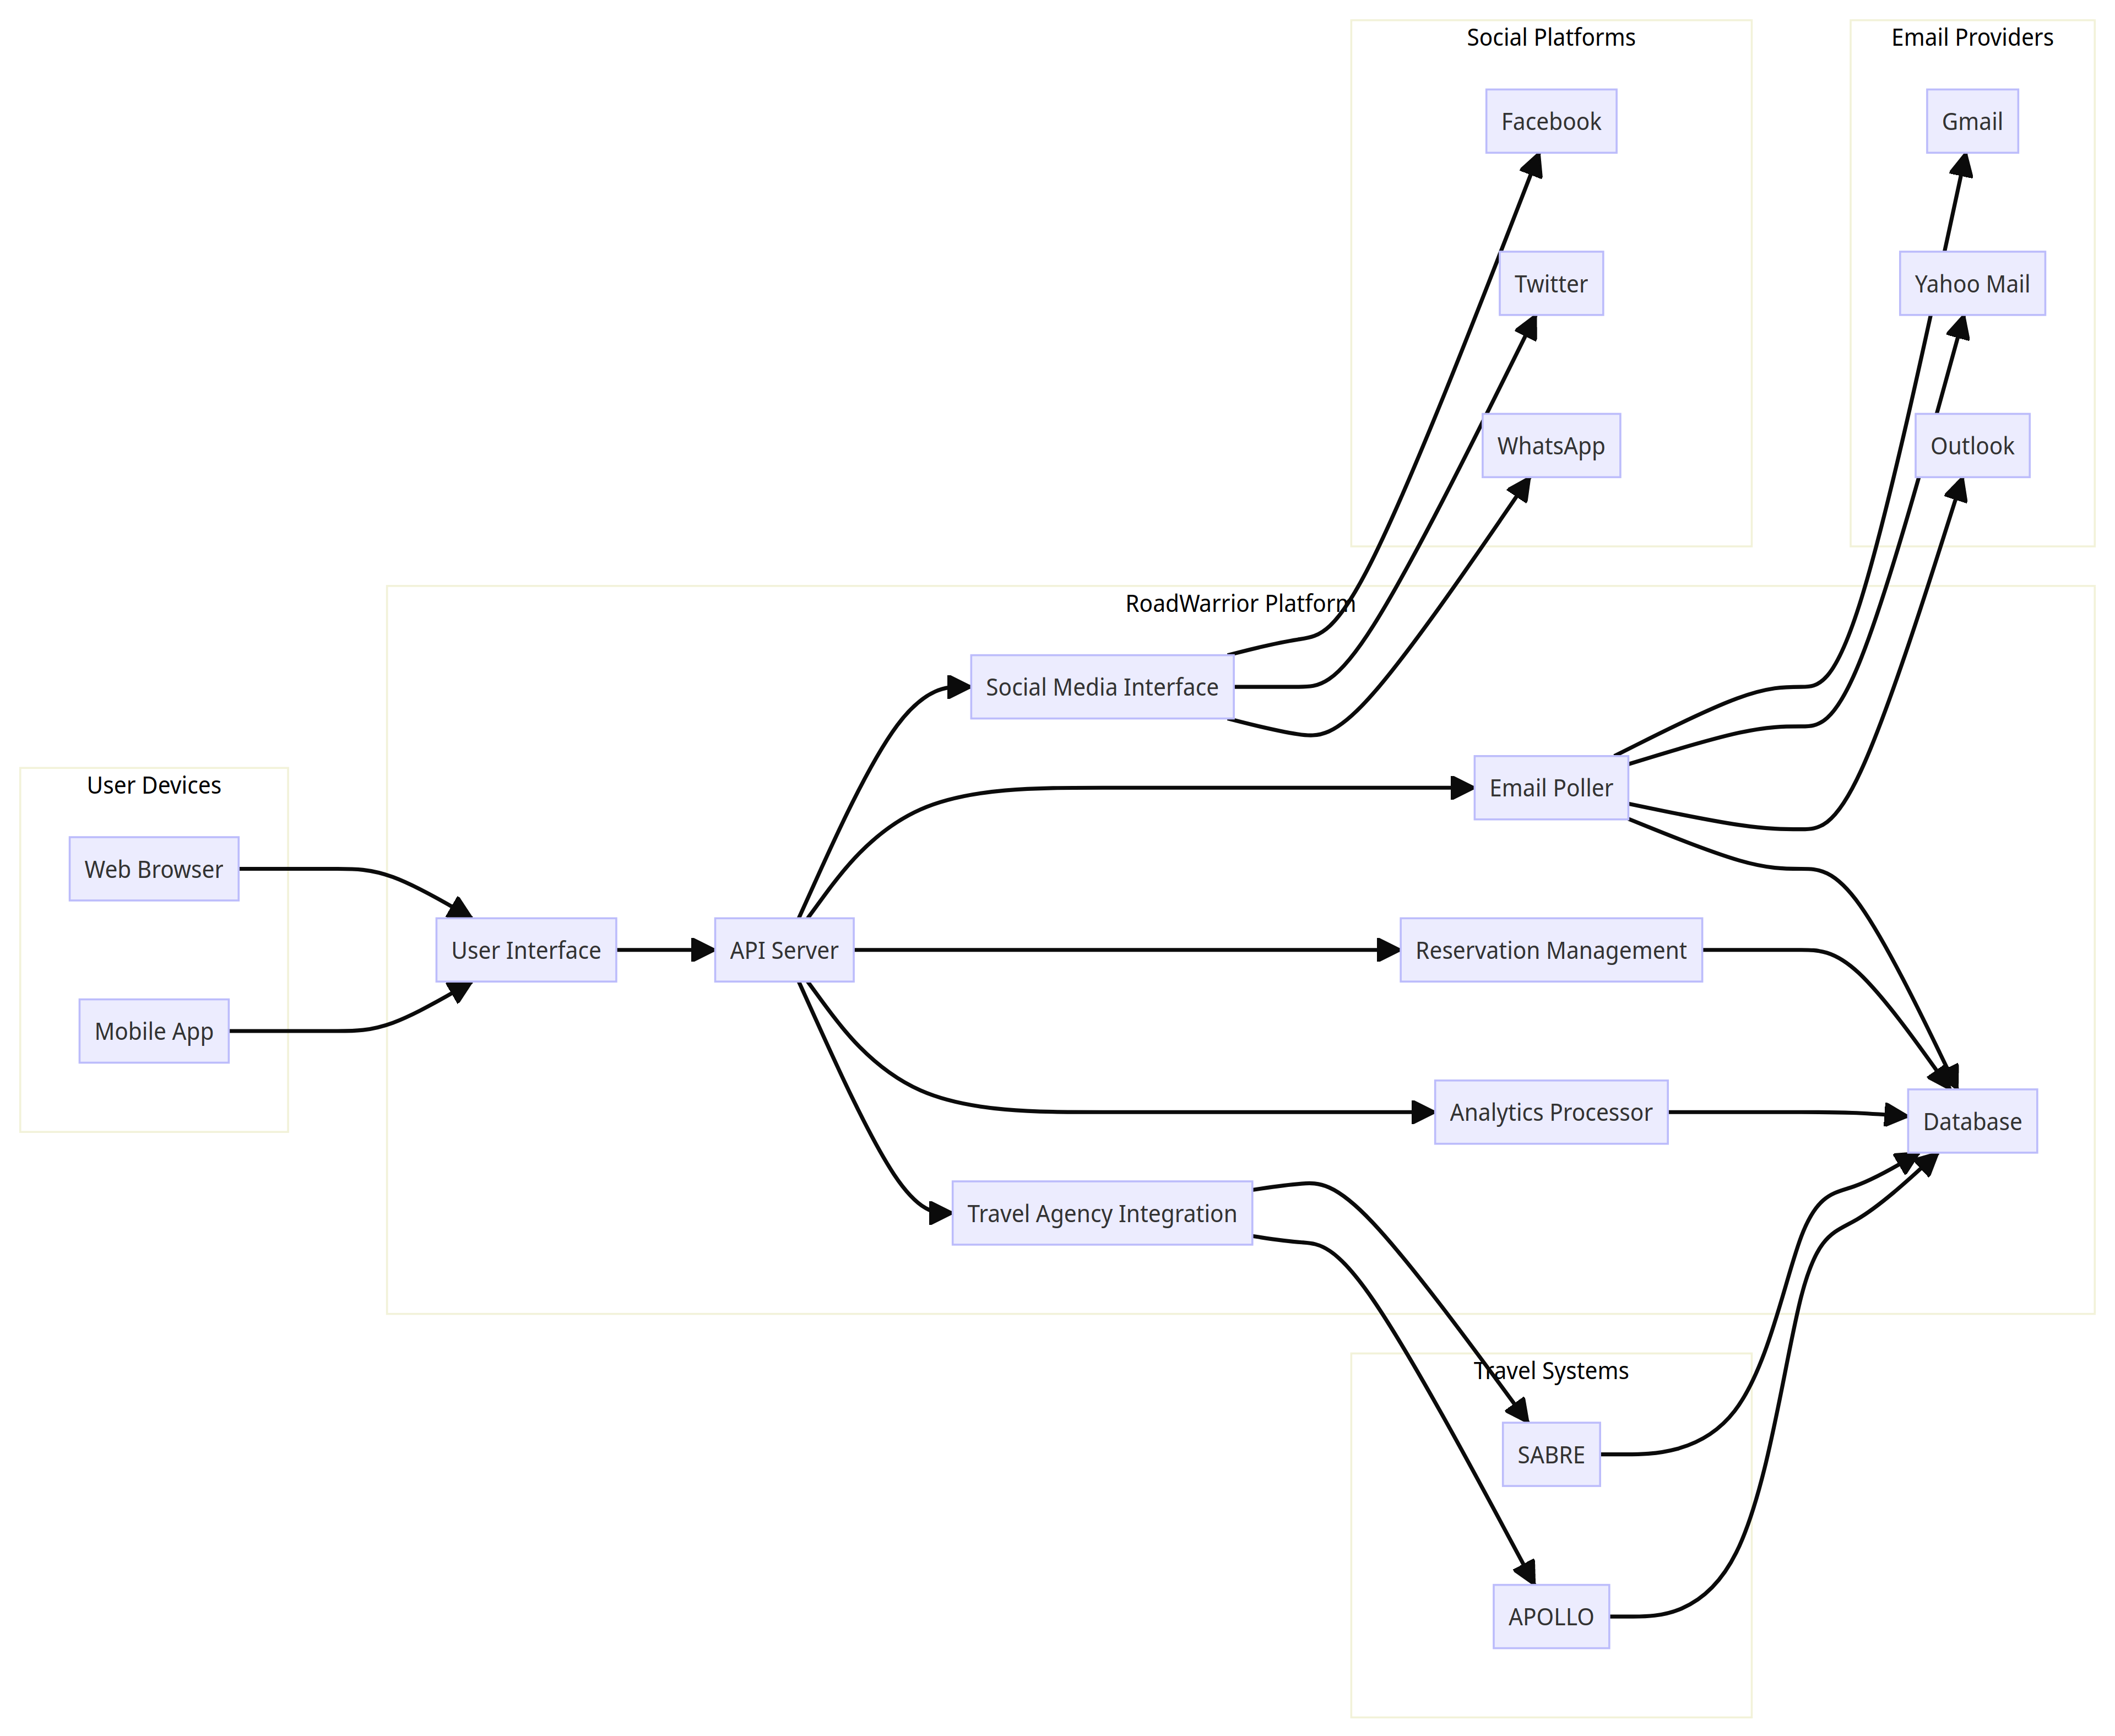 Social Platforms
Email Providers
Facebook
Gmail
Twitter
Yahoo Mail
WhatsApp
Outlook
RoadWarrior Platform
Social Media Interface
Email Poller
User Devices
Web Browser
User Interface
API Server
Reservation Management
Mobile App
Analytics Processor
Database
Travel Agency Integration
Travel Systems
SABRE
APOLLO